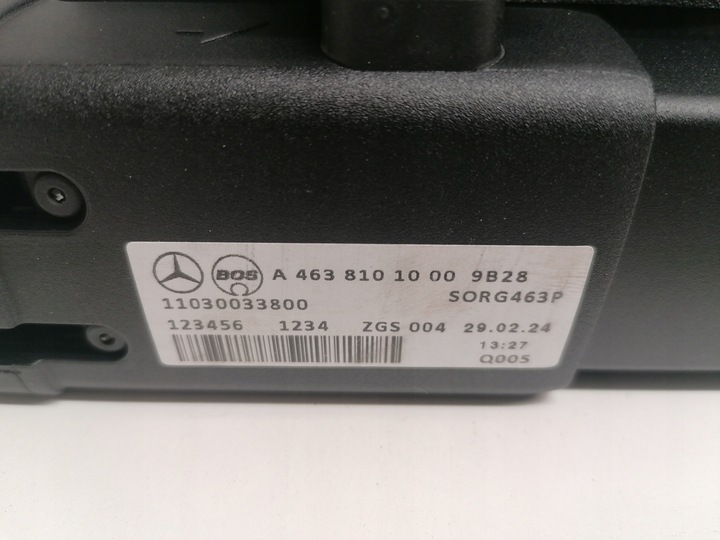 BOS A 463 810 10 00 9B28
11030033800 SORG463P
123456 1234 ZGS 004 29.02.24
13:27
Q005